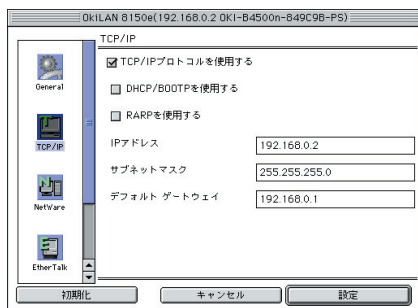 OkiLAN 8150e(192.168.0.2 OKI-B4500n-849C9B-PS)
TCP/IP
General
TCP/IP
NetWare
EtherTalk
TCP/IPプロトコルを使用する
DHCP/BOOTPを使用する
RARPを使用する
IPアドレス 192.168.0.2
サブネットマスク 255.255.255.0
デフォルト ゲートウェイ 192.168.0.1
初期化 キャンセル 設定